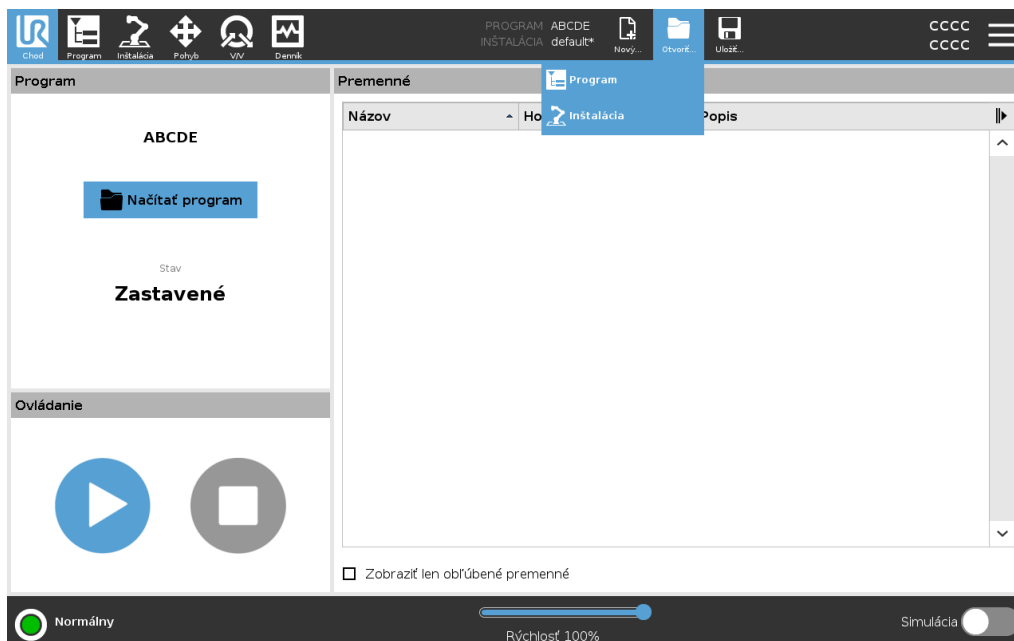 UR
Chod
Program
Inštalácia
Pohyb
V/V
Denník
PROGRAM ABCDE
INŠTALÁCIA default*
Nový...
Otvoriť...
Uložiť...
CCCC
CCCC
Program
Premenné
Program
Inštalácia
Názov
Ho
Popis
ABCDE
Načítať program
Stav
Zastavené
Ovládanie
Zobraziť len obľúbené premenné
Normálny
Rýchlosť 100%
Simulácia